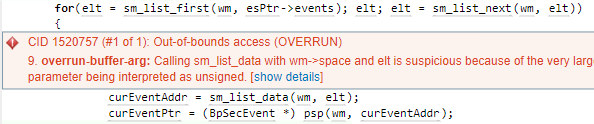 for(elt = sm_list_first(wm, esPtr->events); elt; elt = sm_list_next(wm, elt))
{
CID 1520757 (#1 of 1): Out-of-bounds access (OVERRUN)
9. overrun-buffer-arg: Calling sm_list_data with wm->space and elt is suspicious because of the very larg
parameter being interpreted as unsigned. [show details]
curEventAddr = sm_list_data(wm, elt);
curEventPtr = (BpSecEvent *) psp(wm, curEventAddr);